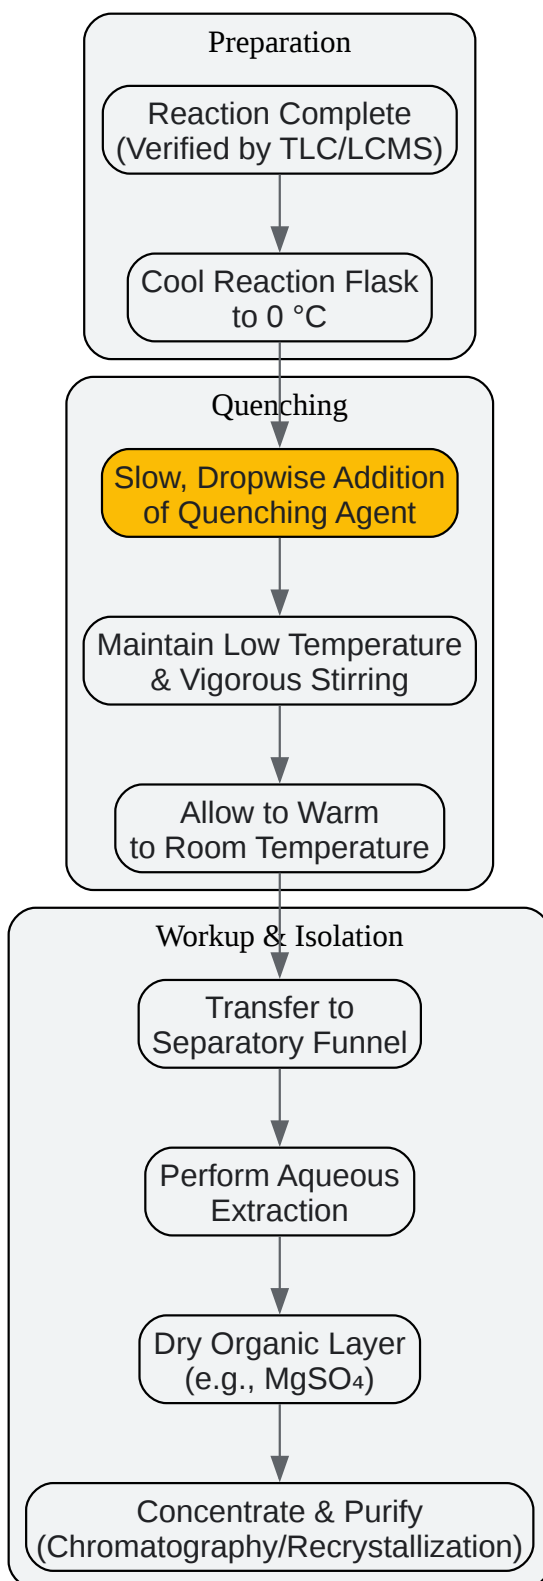 Preparation
Reaction Complete
(Verified by TLC/LCMS)
Cool Reaction Flask
to 0 °C
Quenching
Slow, Dropwise Addition
of Quenching Agent
Maintain Low Temperature
& Vigorous Stirring
Allow to Warm
to Room Temperature
Workup & Isolation
Transfer to
Separatory Funnel
Perform Aqueous
Extraction
Dry Organic Layer
(e.g., MgSO₄)
Concentrate & Purify
(Chromatography/Recrystallization)